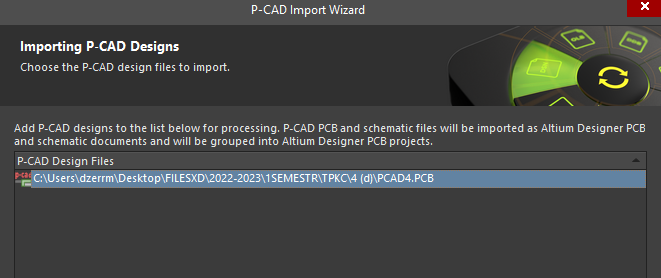 P-CAD Import Wizard
Importing P-CAD Designs
Choose the P-CAD design files to import.
Add P-CAD designs to the list below for processing. P-CAD PCB and schematic files will be imported as Altium Designer PCB
and schematic documents and will be grouped into Altium Designer PCB projects.
P-CAD Design Files
C:\Users\dzerrm\Desktop\FILESXD\2022-2023\1SEMESTR\TPKC\4 (d)\PCAD4.PCB